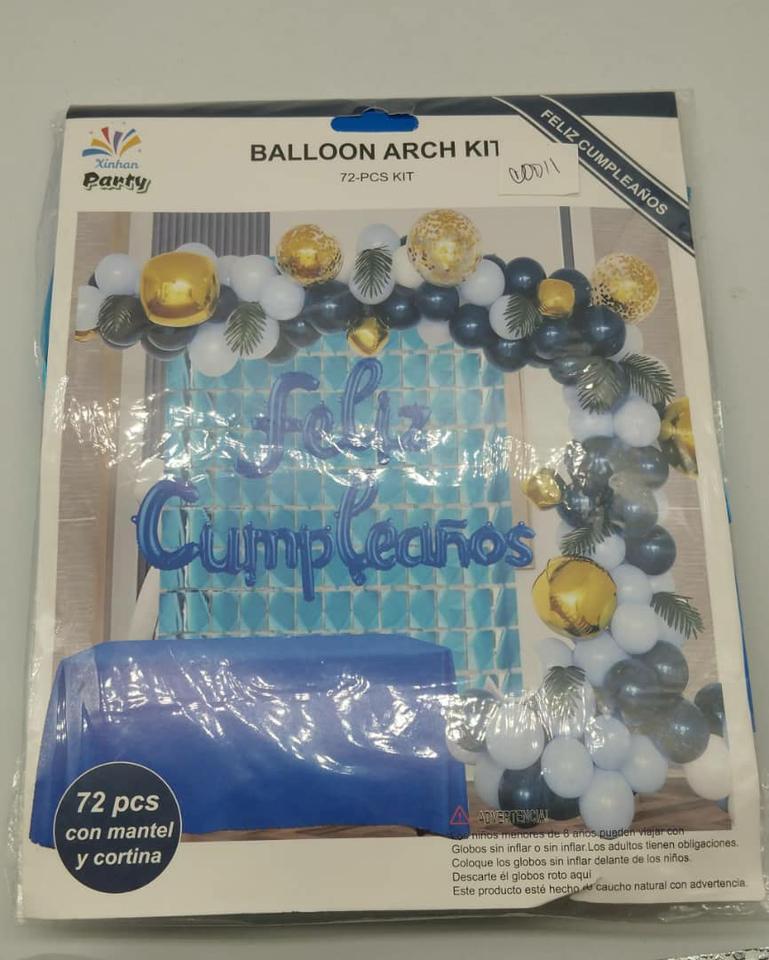 Xinhan
Party
BALLOON ARCH KIT
72-PCS KIT
FELIZ CUMPLEAÑOS
Feliz
Cumpleaños
72 pcs
con mantel
y cortina
ADVERTENCIA!
Los niños menores de 8 años pueden viajar con
Globos sin inflar o sin inflar.Los adultos tienen obligaciones.
Coloque los globos sin inflar delante de los niños.
Descarte él globos roto aquí
Este producto esté hecho de caucho natural con advertencia.